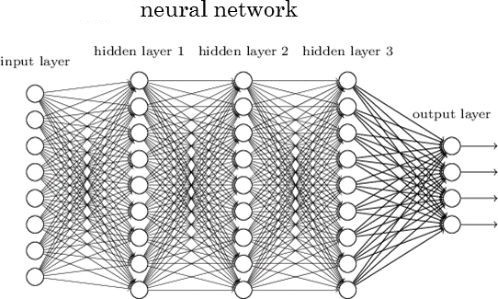 neural network
input layer
hidden layer 1
hidden layer 2
hidden layer 3
output layer